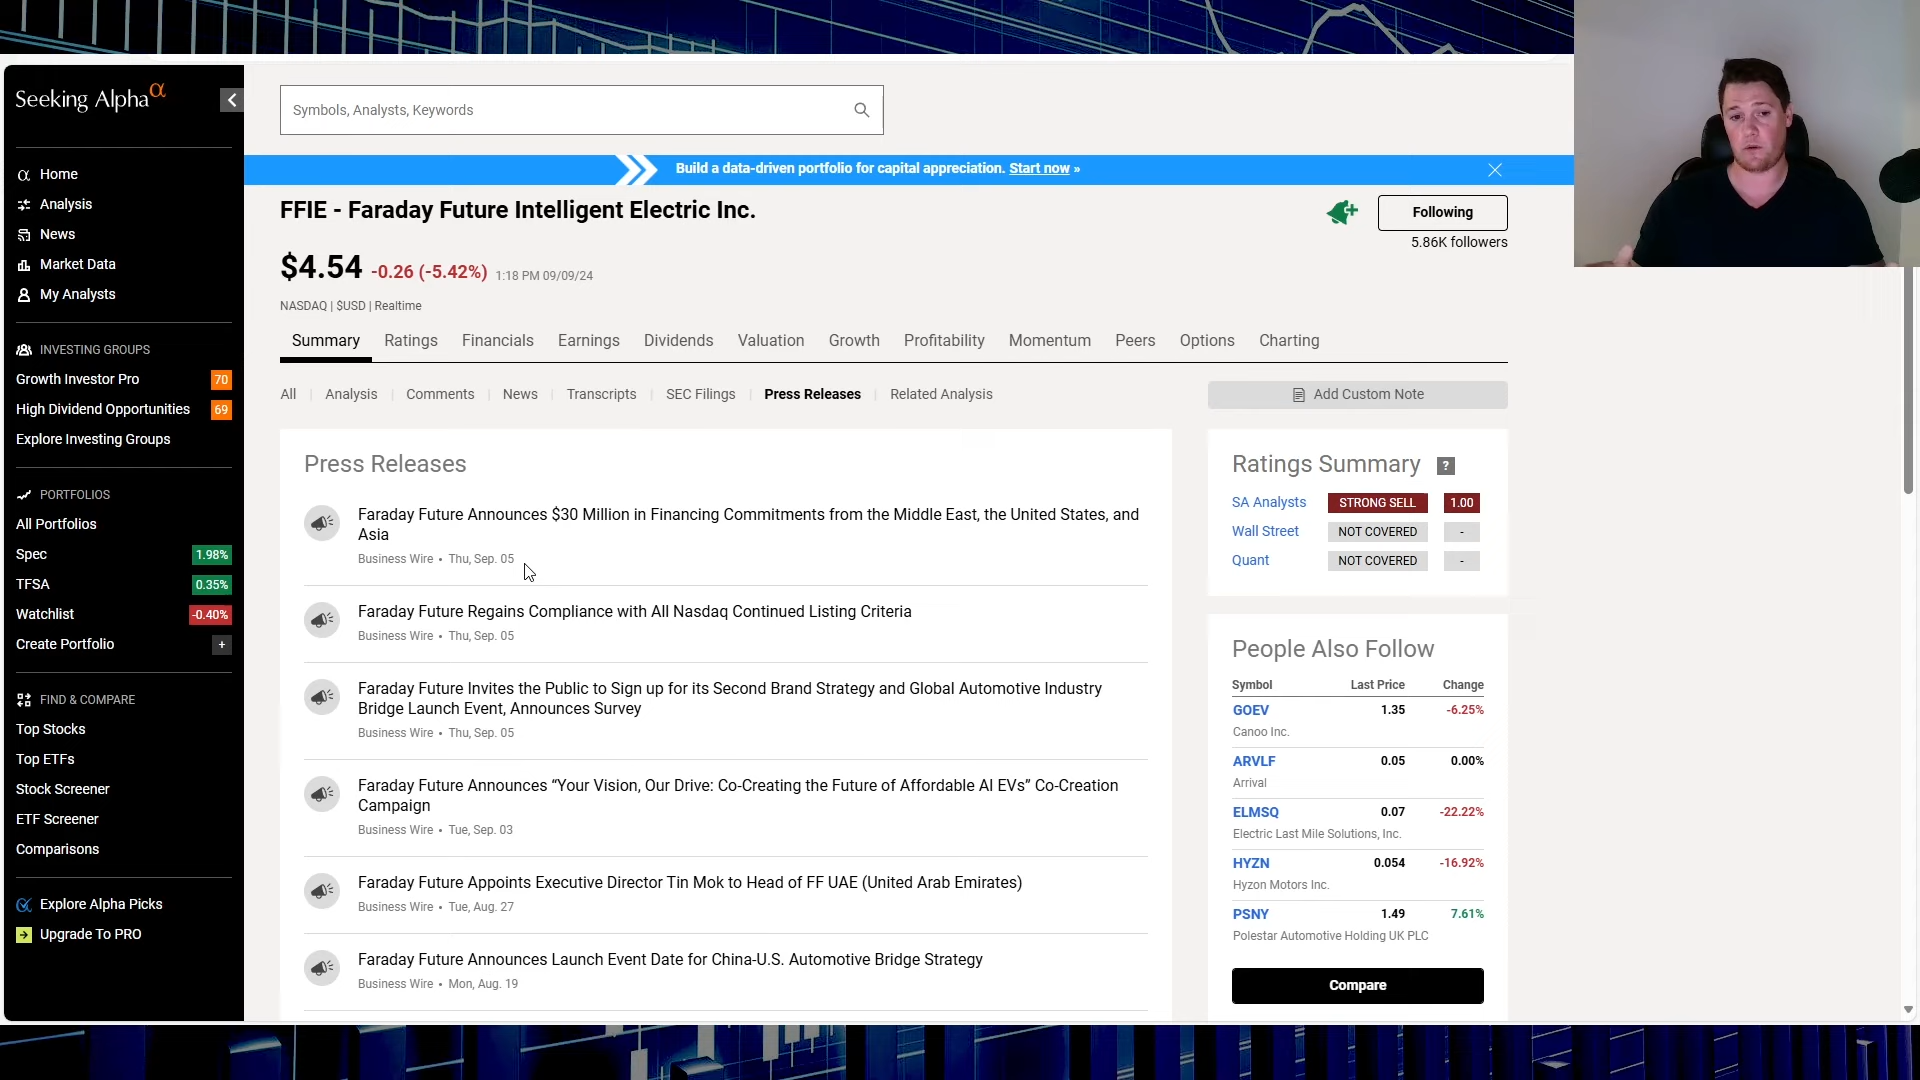 Seeking Alpha α
Symbols, Analysts, Keywords
Build a data-driven portfolio for capital appreciation. Start now »
Home
Analysis
News
Market Data
My Analysts
INVESTING GROUPS
Growth Investor Pro 70
High Dividend Opportunities 69
Explore Investing Groups
PORTFOLIOS
All Portfolios
Spec 1.98%
TFSA 0.35%
Watchlist -0.40%
Create Portfolio +
FIND & COMPARE
Top Stocks
Top ETFs
Stock Screener
ETF Screener
Comparisons
Explore Alpha Picks
Upgrade To PRO
FFIE - Faraday Future Intelligent Electric Inc.
Following
5.86K followers
$4.54 -0.26 (-5.42%) 1:18 PM 09/09/24
NASDAQ | $USD | Realtime
Summary Ratings Financials Earnings Dividends Valuation Growth Profitability Momentum Peers Options Charting
All | Analysis | Comments | News | Transcripts | SEC Filings | Press Releases | Related Analysis
Add Custom Note
Press Releases
Faraday Future Announces $30 Million in Financing Commitments from the Middle East, the United States, and
Asia
Business Wire • Thu, Sep. 05
Faraday Future Regains Compliance with All Nasdaq Continued Listing Criteria
Business Wire • Thu, Sep. 05
Faraday Future Invites the Public to Sign up for its Second Brand Strategy and Global Automotive Industry
Bridge Launch Event, Announces Survey
Business Wire • Thu, Sep. 05
Faraday Future Announces “Your Vision, Our Drive: Co-Creating the Future of Affordable AI EVs” Co-Creation
Campaign
Business Wire • Tue, Sep. 03
Faraday Future Appoints Executive Director Tin Mok to Head of FF UAE (United Arab Emirates)
Business Wire • Tue, Aug. 27
Faraday Future Announces Launch Event Date for China-U.S. Automotive Bridge Strategy
Business Wire • Mon, Aug. 19
Ratings Summary ?
SA Analysts STRONG SELL 1.00
Wall Street NOT COVERED -
Quant NOT COVERED -
People Also Follow
Symbol Last Price Change
GOEV 1.35 -6.25%
Canoo Inc.
ARVLF 0.05 0.00%
Arrival
ELMSQ 0.07 -22.22%
Electric Last Mile Solutions, Inc.
HYZN 0.054 -16.92%
Hyzon Motors Inc.
PSNY 1.49 7.61%
Polestar Automotive Holding UK PLC
Compare